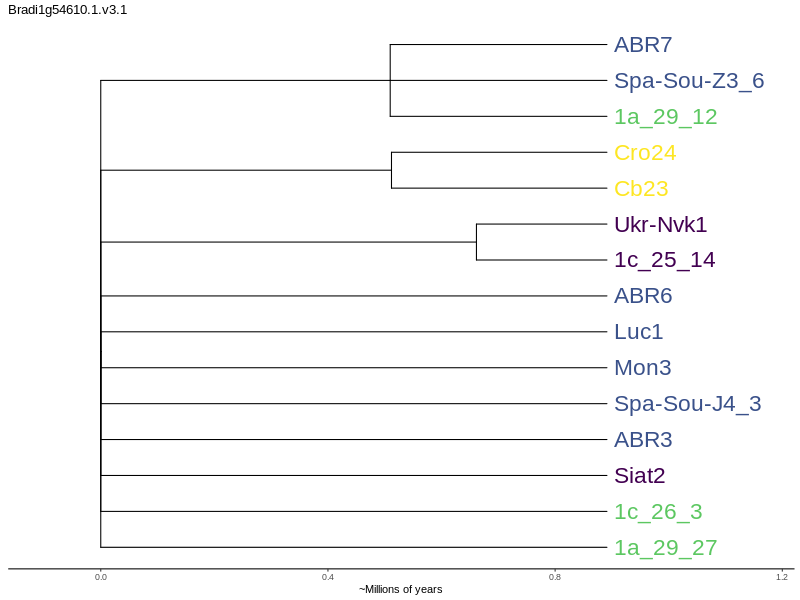 Bradi1g54610.1.v3.1
ABR7
Spa-Sou-Z3_6
1a_29_12
Cro24
Cb23
Ukr-Nvk1
1c_25_14
ABR6
Luc1
Mon3
Spa-Sou-J4_3
ABR3
Siat2
1c_26_3
1a_29_27
0.0 0.4 0.8 1.2
~Millions of years